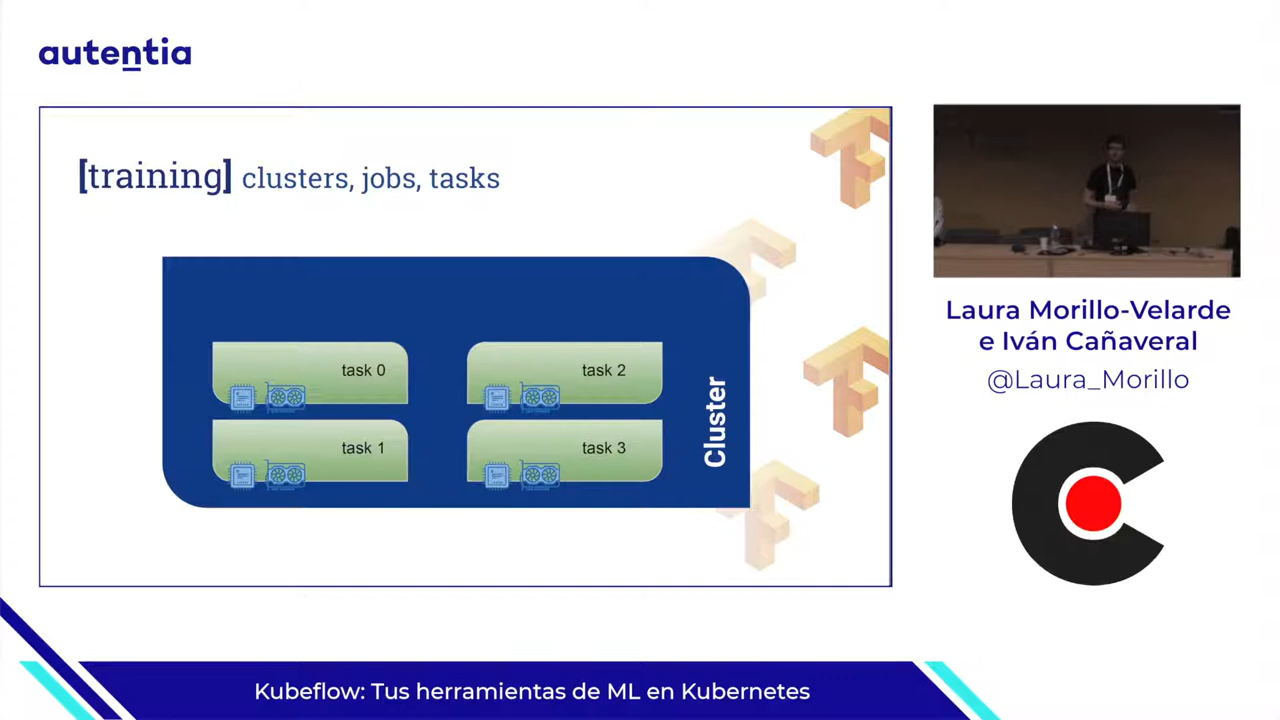 autentia
[training] clusters, jobs, tasks
task 0
task 2
task 1
task 3
Cluster
Laura Morillo-Velarde
e Iván Cañaveral
@Laura_Morillo
Kubeflow: Tus herramientas de ML en Kubernetes